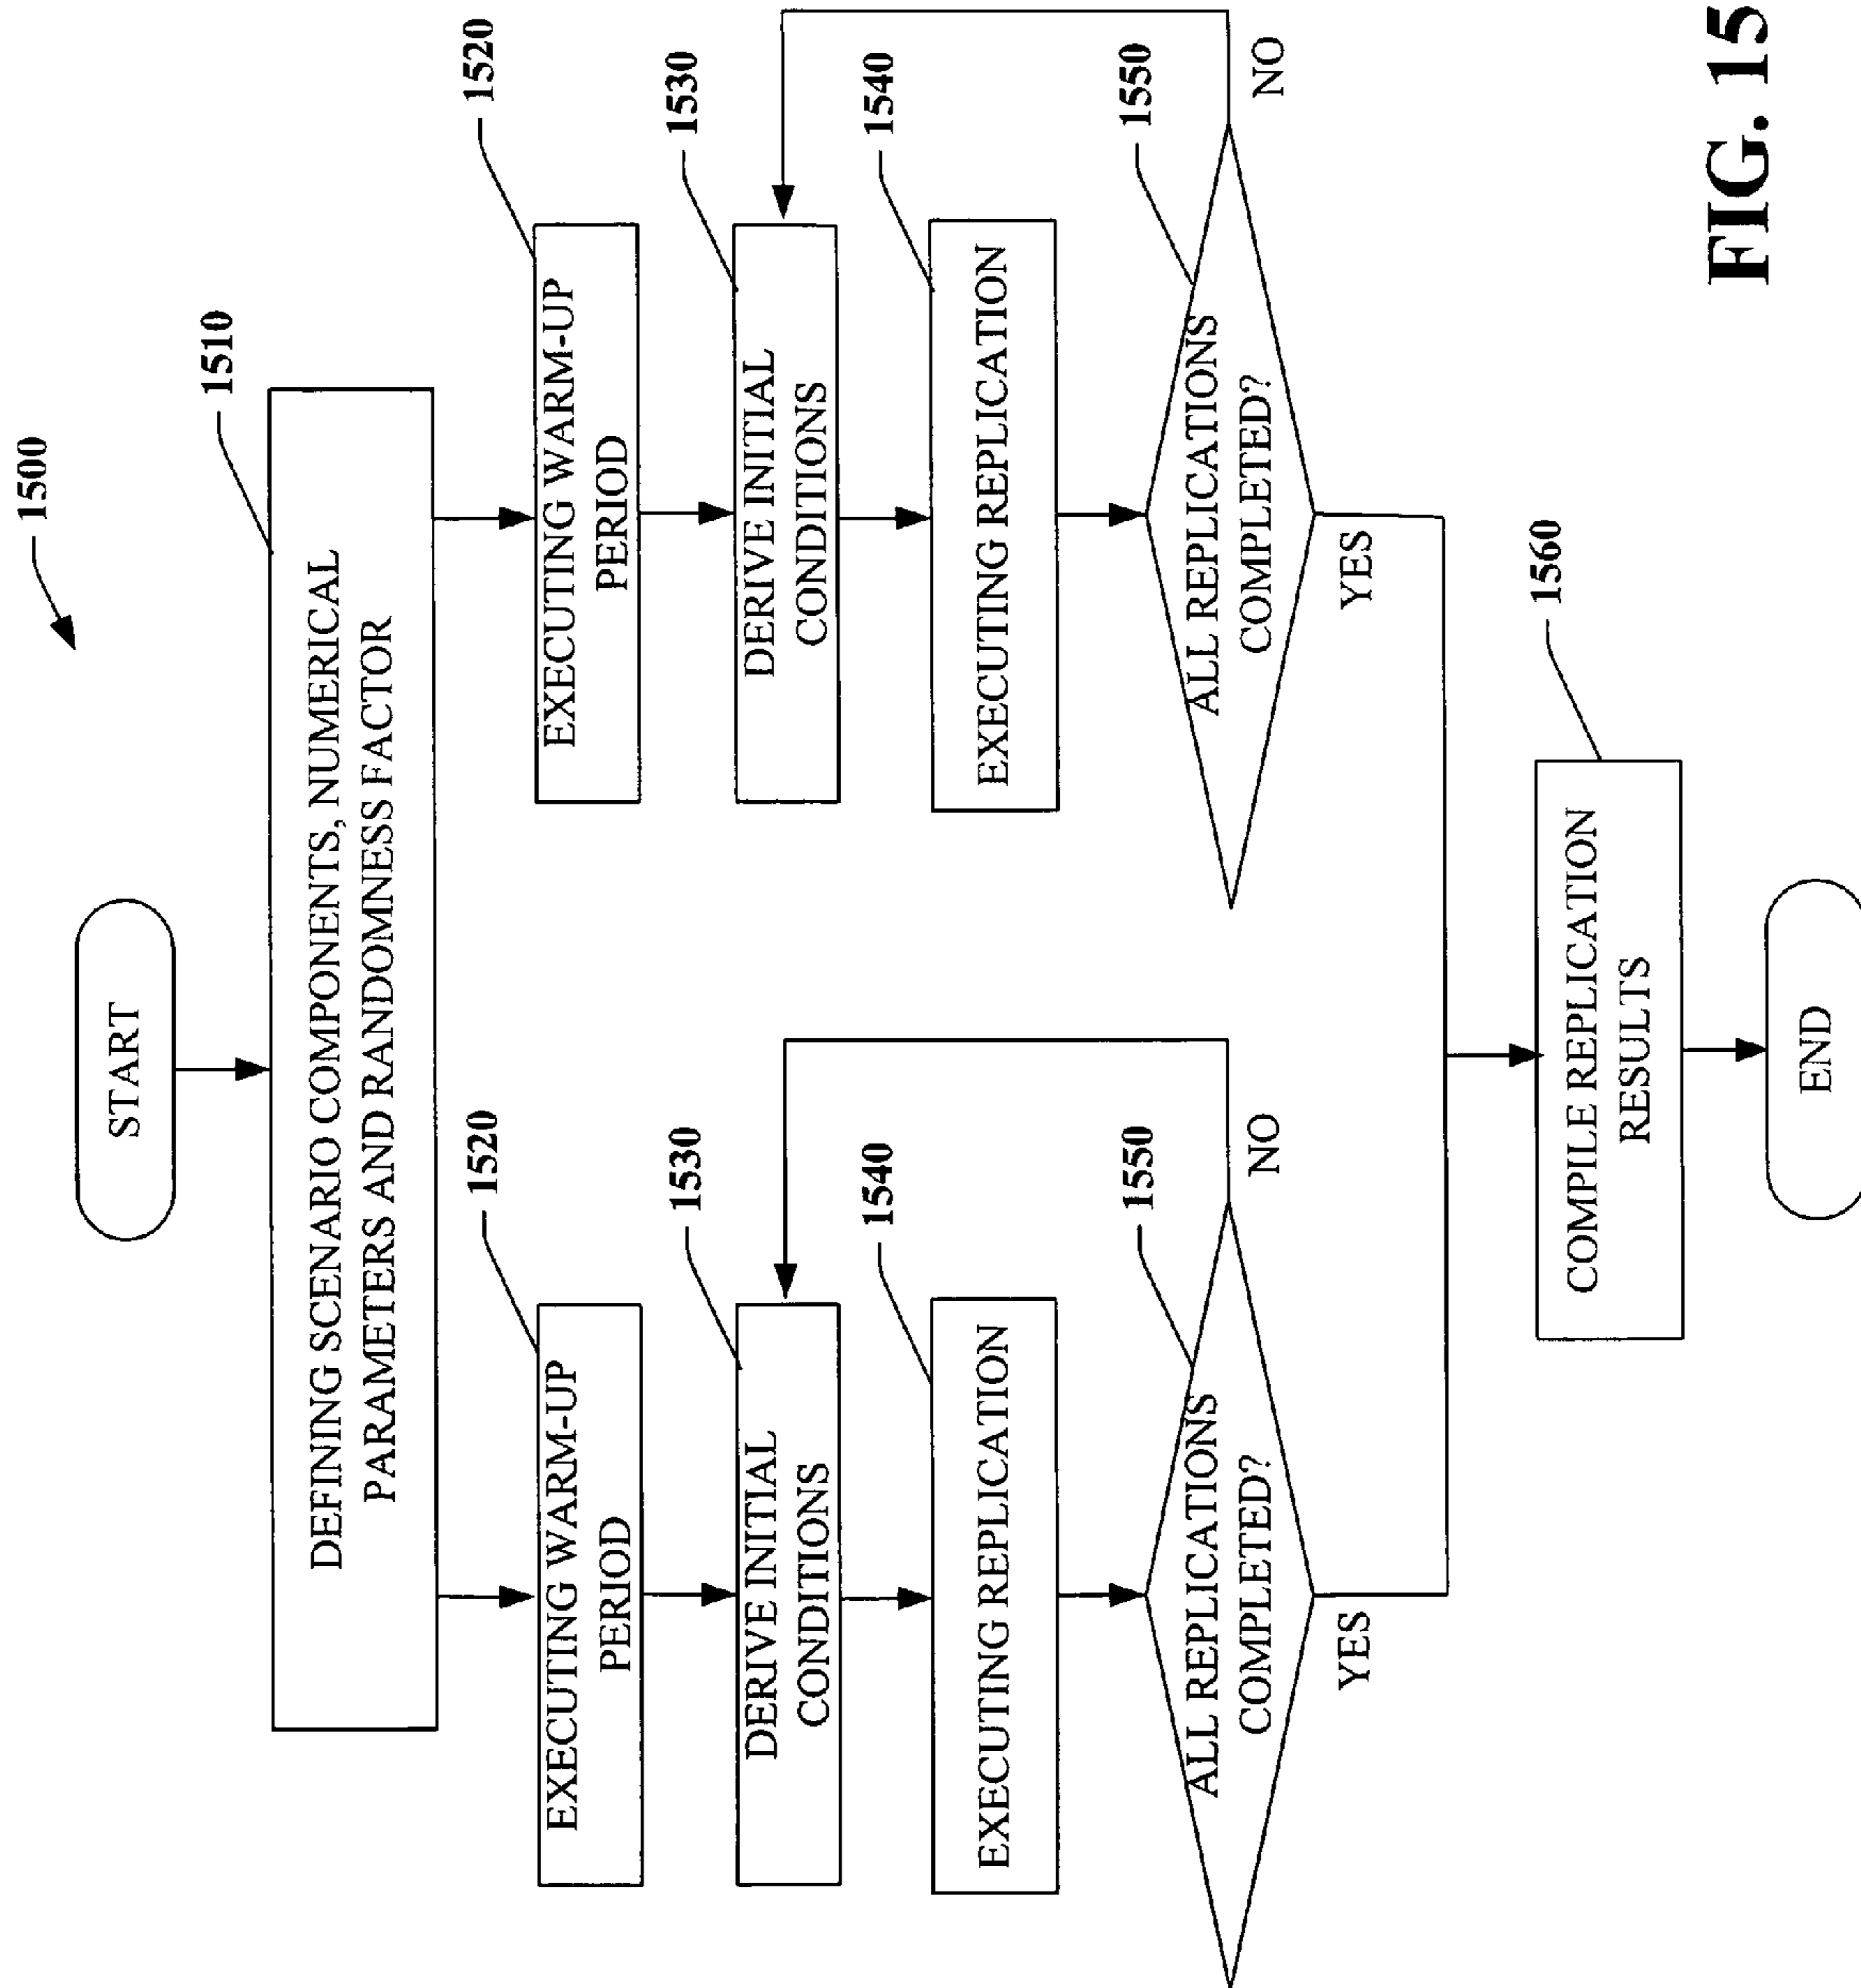 1500
START
1510
DEFINING SCENARIO COMPONENTS, NUMERICAL
PARAMETERS AND RANDOMNESS FACTOR
1520
EXECUTING WARM-UP
PERIOD
1530
DERIVE INITIAL
CONDITIONS
1540
EXECUTING REPLICATION
1550
ALL REPLICATIONS
COMPLETED?
NO
YES
1520
EXECUTING WARM-UP
PERIOD
1530
DERIVE INITIAL
CONDITIONS
1540
EXECUTING REPLICATION
1550
ALL REPLICATIONS
COMPLETED?
NO
YES
1560
COMPILE REPLICATION
RESULTS
END
FIG. 15